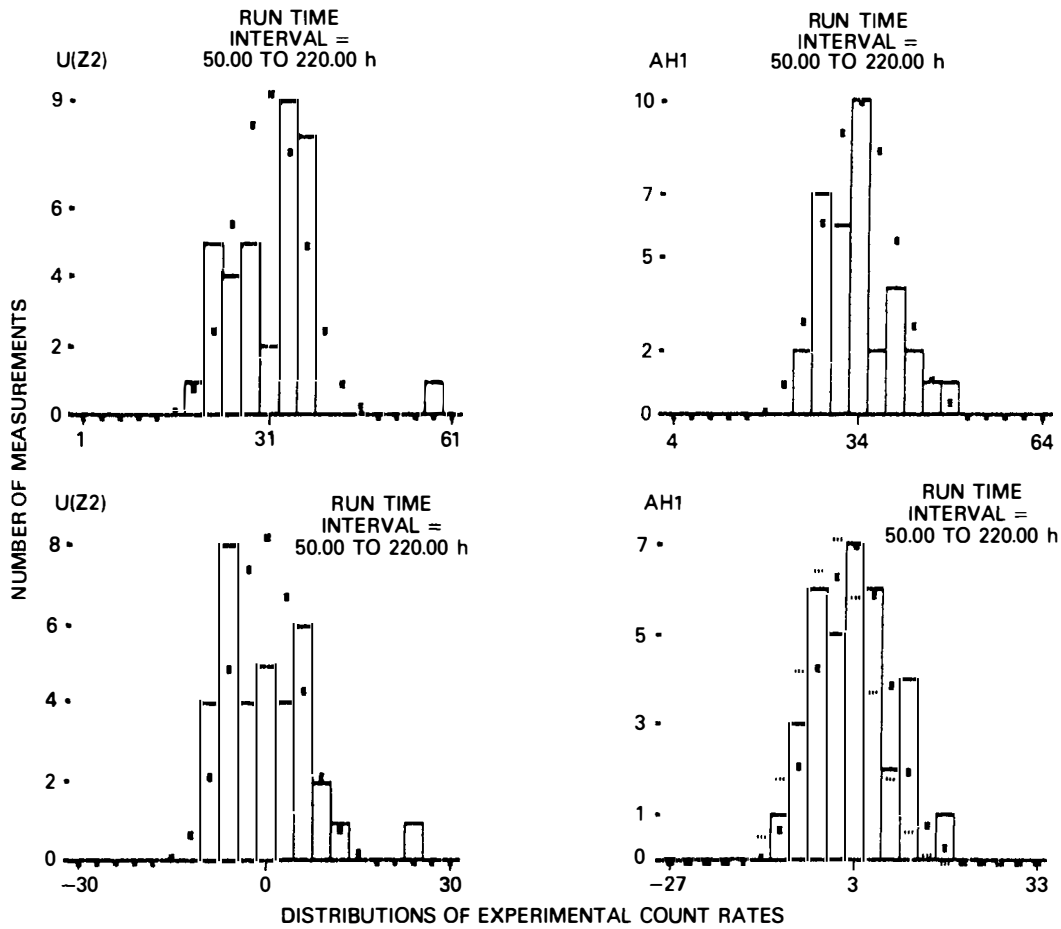 RUN TIME
INTERVAL =
50.00 TO 220.00 h
U(Z2)
9
6
4
2
0
1
31
61
RUN TIME
INTERVAL =
50.00 TO 220.00 h
AH1
10
7
5
2
0
4
34
64
NUMBER OF MEASUREMENTS
U(Z2)
RUN TIME
INTERVAL =
50.00 TO 220.00 h
8
6
4
2
0
−30
0
30
AH1
RUN TIME
INTERVAL =
50.00 TO 220.00 h
7
5
3
1
0
−27
3
33
DISTRIBUTIONS OF EXPERIMENTAL COUNT RATES